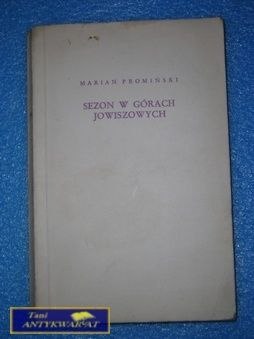 MARIAN PROMIŃSKI
SEZON W GÓRACH
JOWISZOWYCH
Tani
ANTYKWARIAT